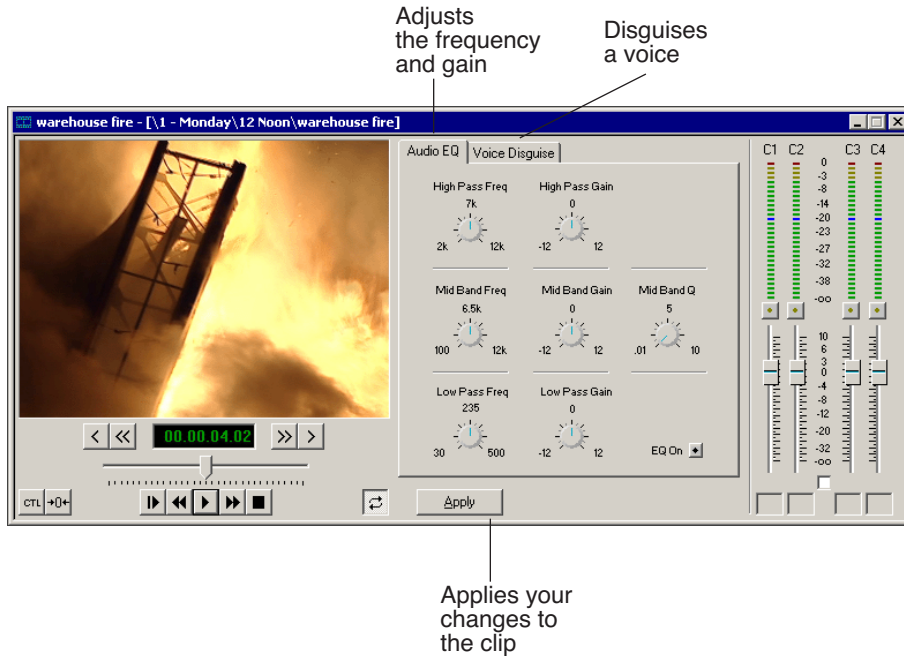 Adjusts
the frequency
and gain
Disguises
a voice
warehouse fire - [\1 - Monday\12 Noon\warehouse fire]
Audio EQ Voice Disguise
High Pass Freq High Pass Gain
7k 0
2k 12k -12 12
Mid Band Freq Mid Band Gain Mid Band Q
6.5k 0 5
100 12k -12 12 .01 10
Low Pass Freq Low Pass Gain
235 0
30 500 -12 12
EQ On
C1 C2 C3 C4
0
-3
-8
-14
-20
-23
-27
-32
-38
-oo
10
6
3
0
-4
-8
-12
-20
-32
-oo
00.00.04.02
CTL →0←
Apply
Applies your
changes to
the clip